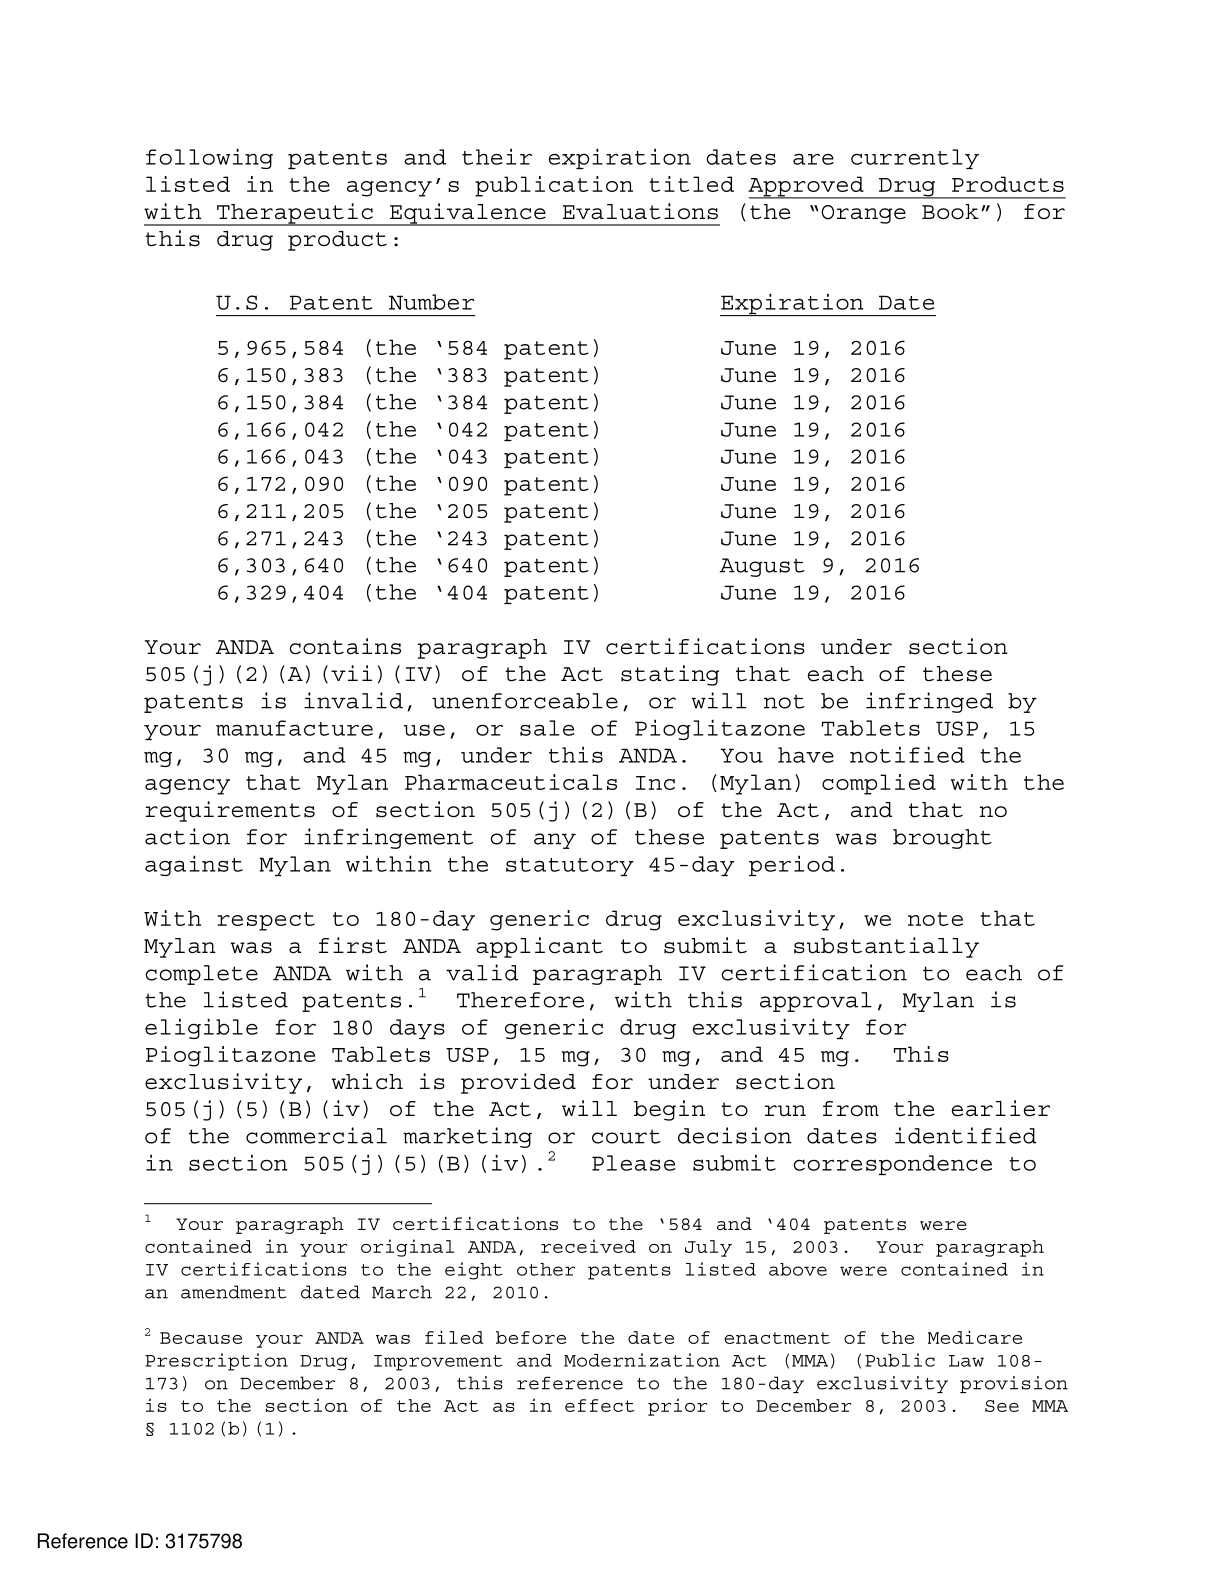 following patents and their expiration dates are currently
listed in the agency’s publication titled Approved Drug Products
with Therapeutic Equivalence Evaluations (the “Orange Book”) for
this drug product:
U.S. Patent Number Expiration Date
5,965,584 (the ‘584 patent) June 19, 2016
6,150,383 (the ‘383 patent) June 19, 2016
6,150,384 (the ‘384 patent) June 19, 2016
6,166,042 (the ‘042 patent) June 19, 2016
6,166,043 (the ‘043 patent) June 19, 2016
6,172,090 (the ‘090 patent) June 19, 2016
6,211,205 (the ‘205 patent) June 19, 2016
6,271,243 (the ‘243 patent) June 19, 2016
6,303,640 (the ‘640 patent) August 9, 2016
6,329,404 (the ‘404 patent) June 19, 2016
Your ANDA contains paragraph IV certifications under section
505(j)(2)(A)(vii)(IV) of the Act stating that each of these
patents is invalid, unenforceable, or will not be infringed by
your manufacture, use, or sale of Pioglitazone Tablets USP, 15
mg, 30 mg, and 45 mg, under this ANDA. You have notified the
agency that Mylan Pharmaceuticals Inc. (Mylan) complied with the
requirements of section 505(j)(2)(B) of the Act, and that no
action for infringement of any of these patents was brought
against Mylan within the statutory 45-day period.
With respect to 180-day generic drug exclusivity, we note that
Mylan was a first ANDA applicant to submit a substantially
complete ANDA with a valid paragraph IV certification to each of
the listed patents.1 Therefore, with this approval, Mylan is
eligible for 180 days of generic drug exclusivity for
Pioglitazone Tablets USP, 15 mg, 30 mg, and 45 mg. This
exclusivity, which is provided for under section
505(j)(5)(B)(iv) of the Act, will begin to run from the earlier
of the commercial marketing or court decision dates identified
in section 505(j)(5)(B)(iv).2 Please submit correspondence to
1 Your paragraph IV certifications to the ‘584 and ‘404 patents were
contained in your original ANDA, received on July 15, 2003. Your paragraph
IV certifications to the eight other patents listed above were contained in
an amendment dated March 22, 2010.
2 Because your ANDA was filed before the date of enactment of the Medicare
Prescription Drug, Improvement and Modernization Act (MMA) (Public Law 108-
173) on December 8, 2003, this reference to the 180-day exclusivity provision
is to the section of the Act as in effect prior to December 8, 2003. See MMA
§ 1102(b)(1).
Reference ID: 3175798